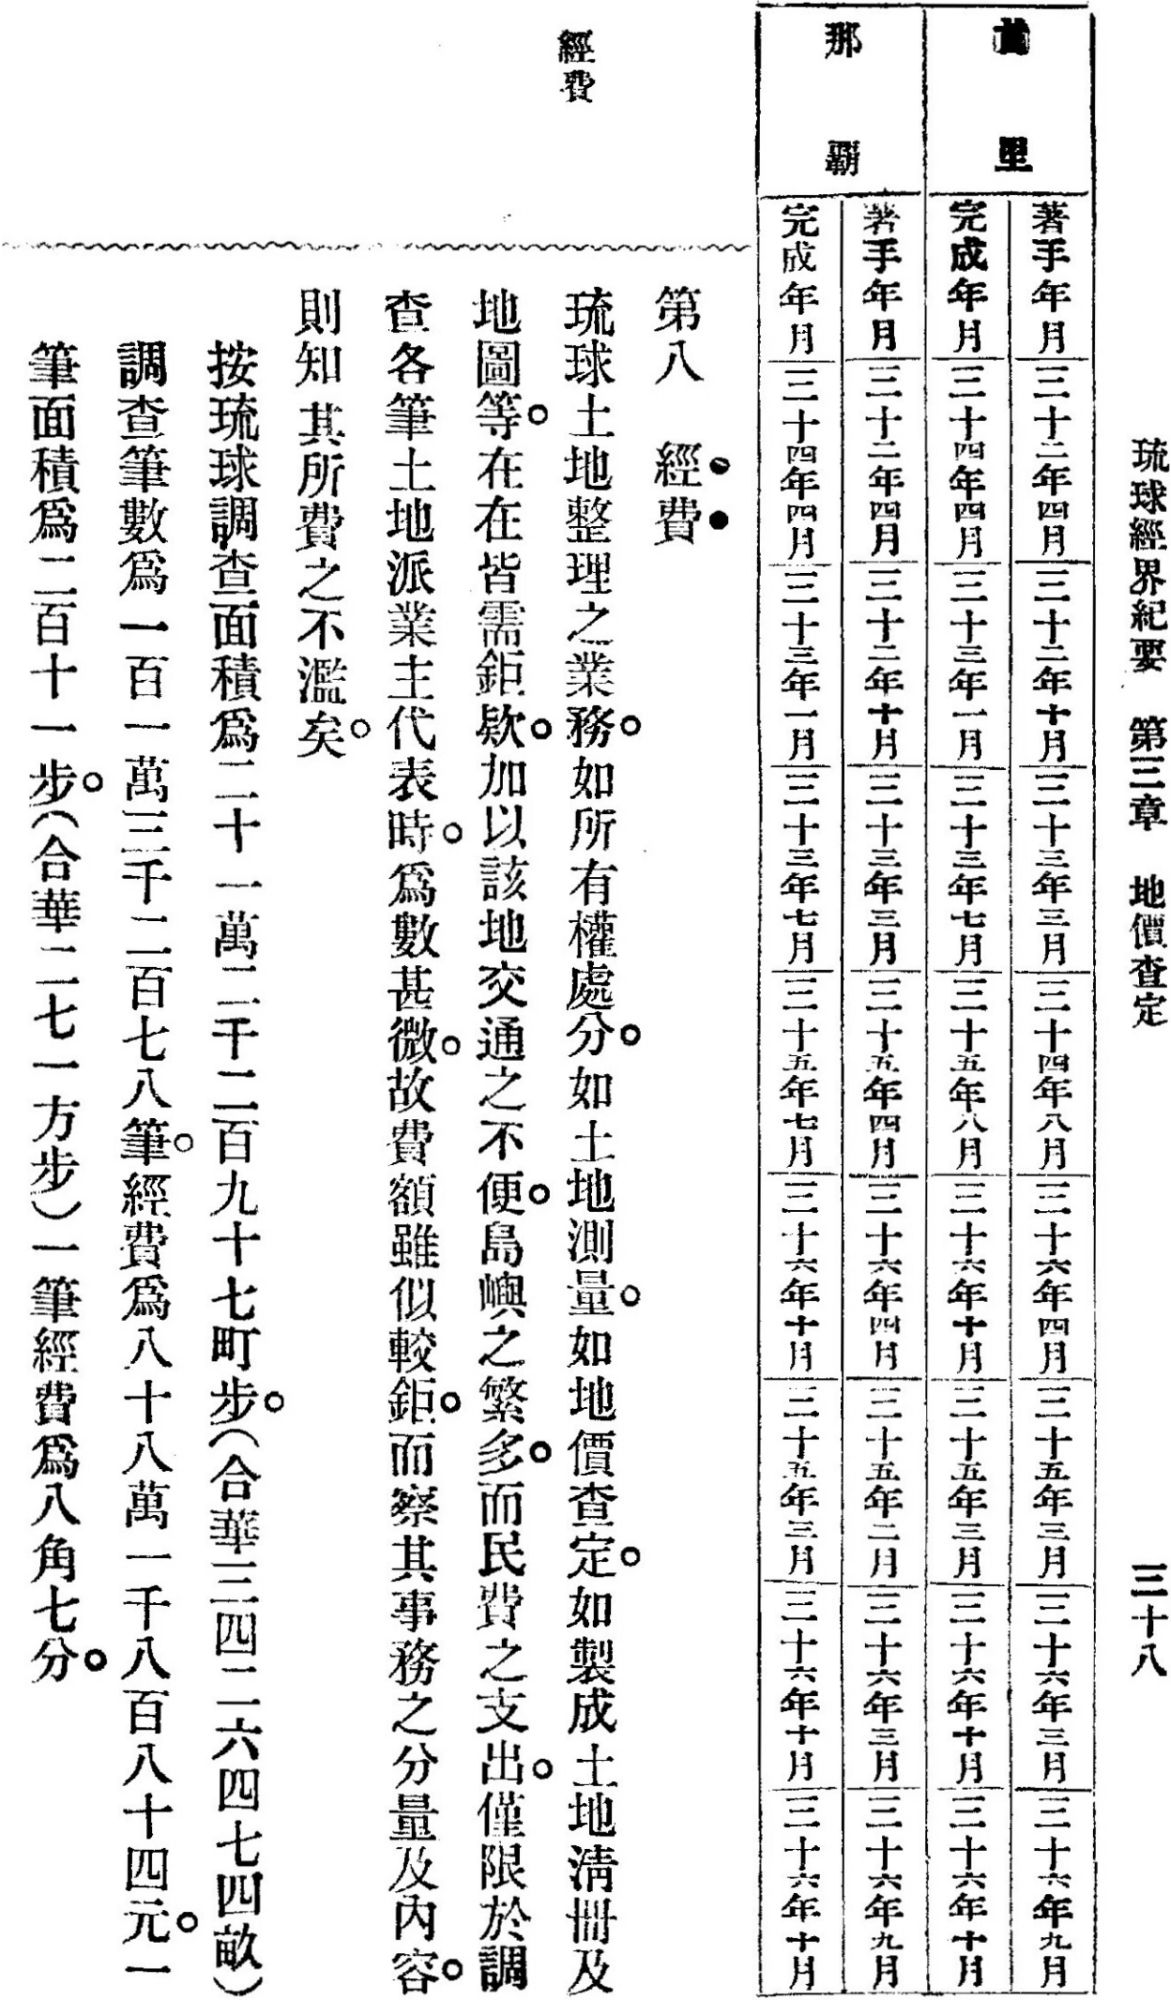 琉球經界紀要　第三章　地價查定　三十八
首里
著手年月　三十二年四月　三十二年十月　三十三年三月　三十四年八月　三十六年四月　三十五年三月　三十六年三月　三十六年九月
完成年月　三十四年四月　三十三年一月　三十三年七月　三十五年八月　三十六年十月　三十五年三月　三十六年十月　三十六年十月
那霸
著手年月　三十二年四月　三十二年十月　三十三年三月　三十五年四月　三十六年四月　三十五年二月　三十六年三月　三十六年九月
完成年月　三十四年四月　三十三年一月　三十三年七月　三十五年七月　三十六年十月　三十五年三月　三十六年十月　三十六年十月
經費
第八　經費
琉球土地整理之業務。如所有權處分。如土地測量。如地價查定。如製成土地淸冊及
地圖等。在在皆需鉅欵。加以該地交通之不便。島嶼之繁多。而民費之支出。僅限於調
查各筆土地派業主代表時。爲數甚微。故費額雖似較鉅。而察其事務之分量及內容。
則知其所費之不濫矣。
按琉球調查面積爲二十一萬二千二百九十七町步。(合華三四二六四七四畝)
調查筆數爲一百一萬三千二百七八筆。經費爲八十八萬一千八百八十四元。一
筆面積爲二百十一步。(合華二七一方步)一筆經費爲八角七分。